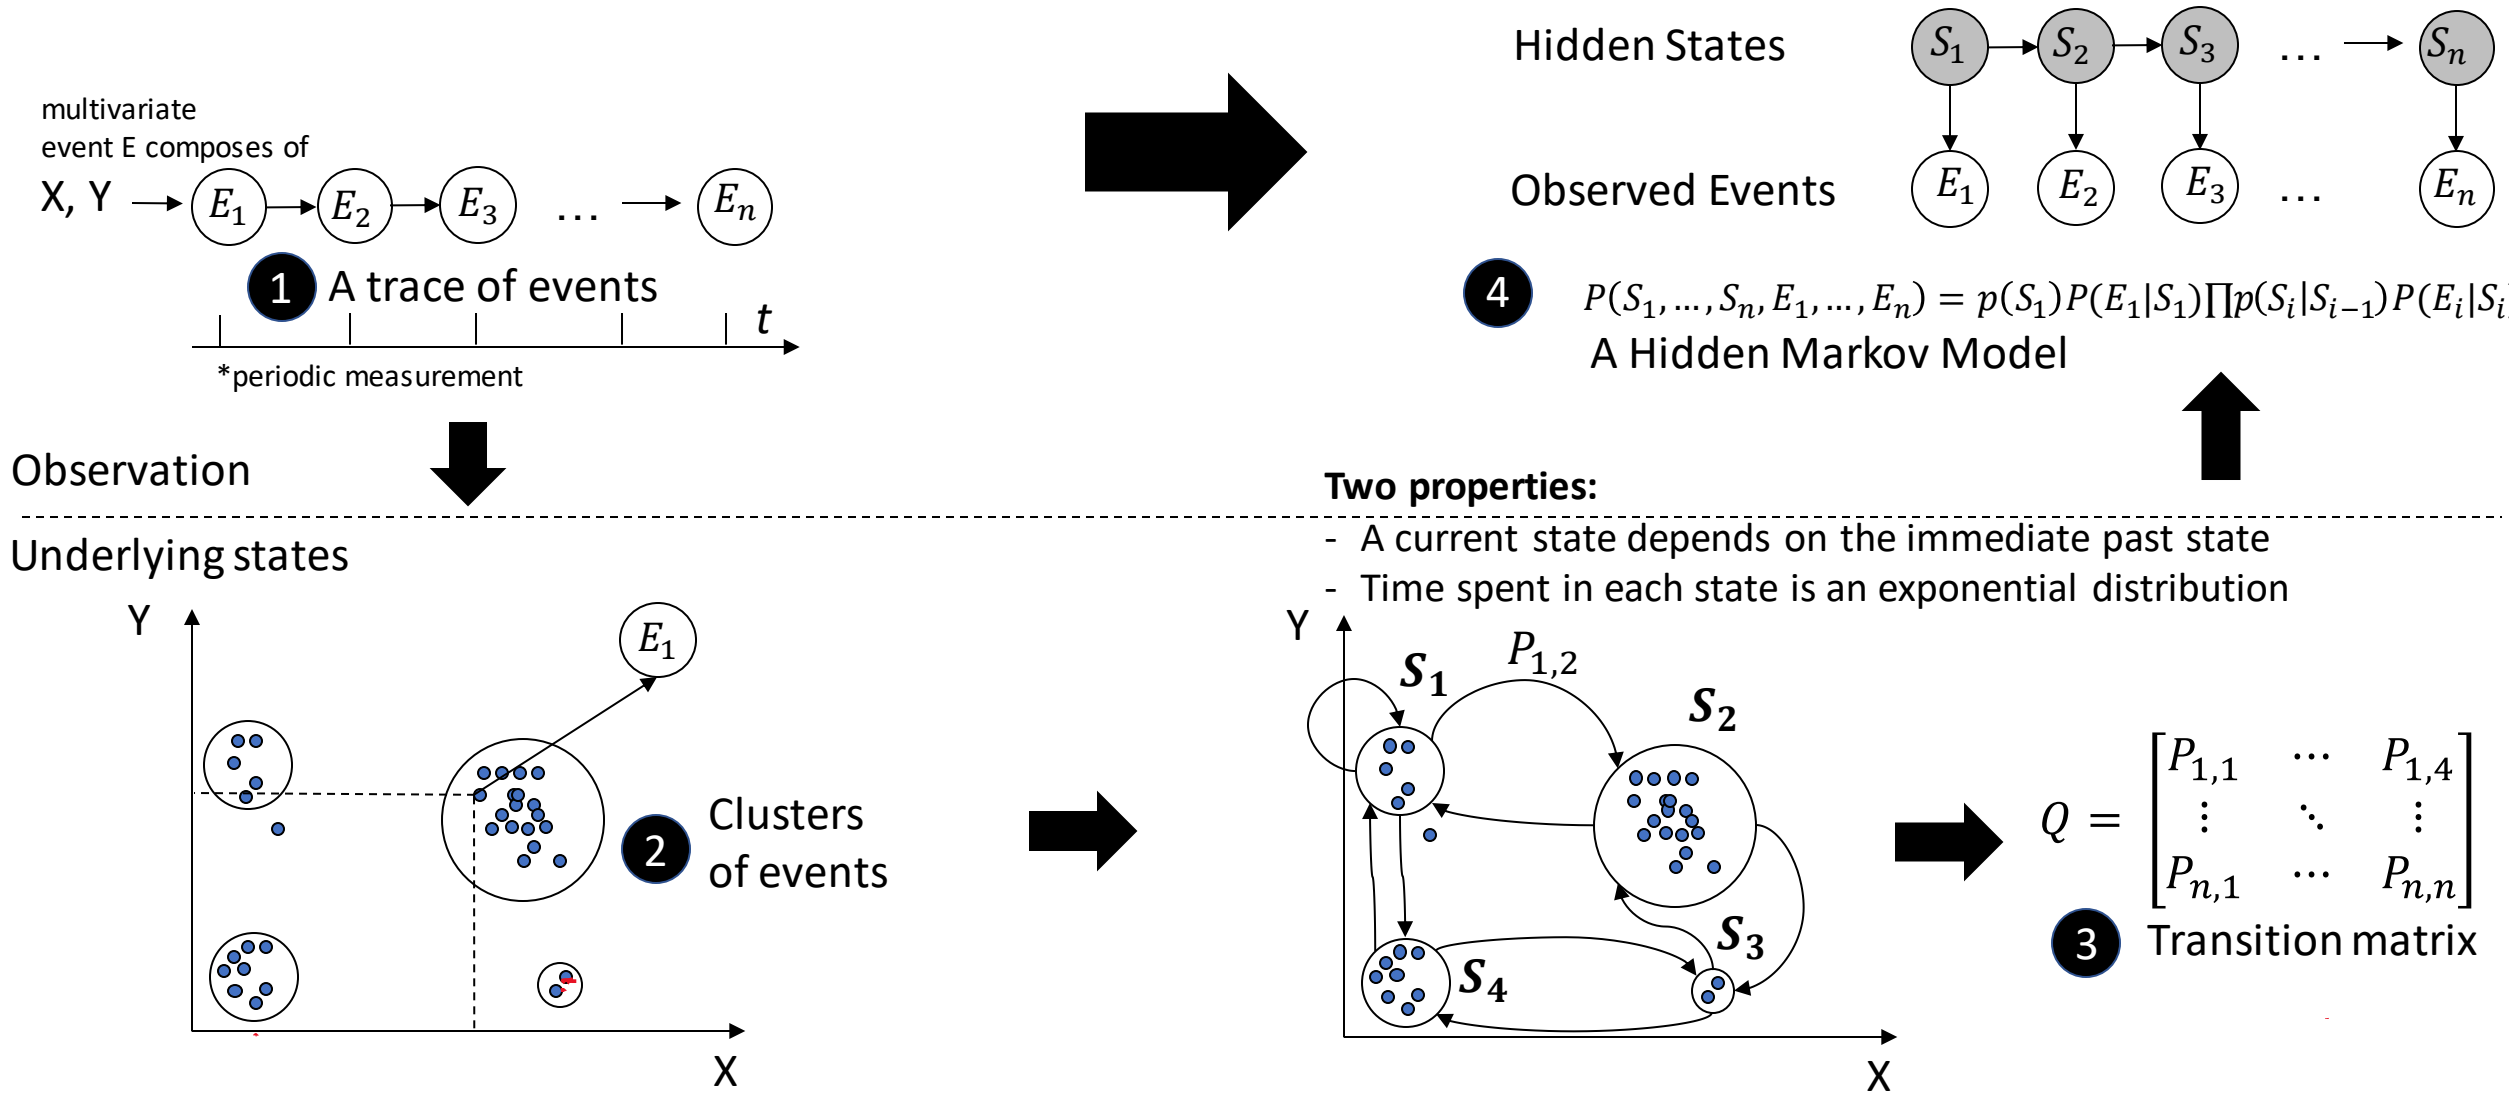 multivariate
event E composes of
X, Y
E₁
E₂
E₃
...
Eₙ
1
A trace of events
t
*periodic measurement
Hidden States
S₁
S₂
S₃
...
Sₙ
Observed Events
E₁
E₂
E₃
...
Eₙ
4
P(S₁, ..., Sₙ, E₁, ..., Eₙ) = p(S₁)P(E₁|S₁)∏p(Sᵢ|Sᵢ₋₁)P(Eᵢ|Sᵢ
A Hidden Markov Model
Observation
Underlying states
Y
E₁
2
Clusters
of events
X
Two properties:
- A current state depends on the immediate past state
- Time spent in each state is an exponential distribution
Y
S₁
P₁,₂
S₂
S₃
S₄
X
Q = [P₁,₁ ⋯ P₁,₄
⋮ ⋱ ⋮
Pₙ,₁ ⋯ Pₙ,ₙ]
3
Transition matrix